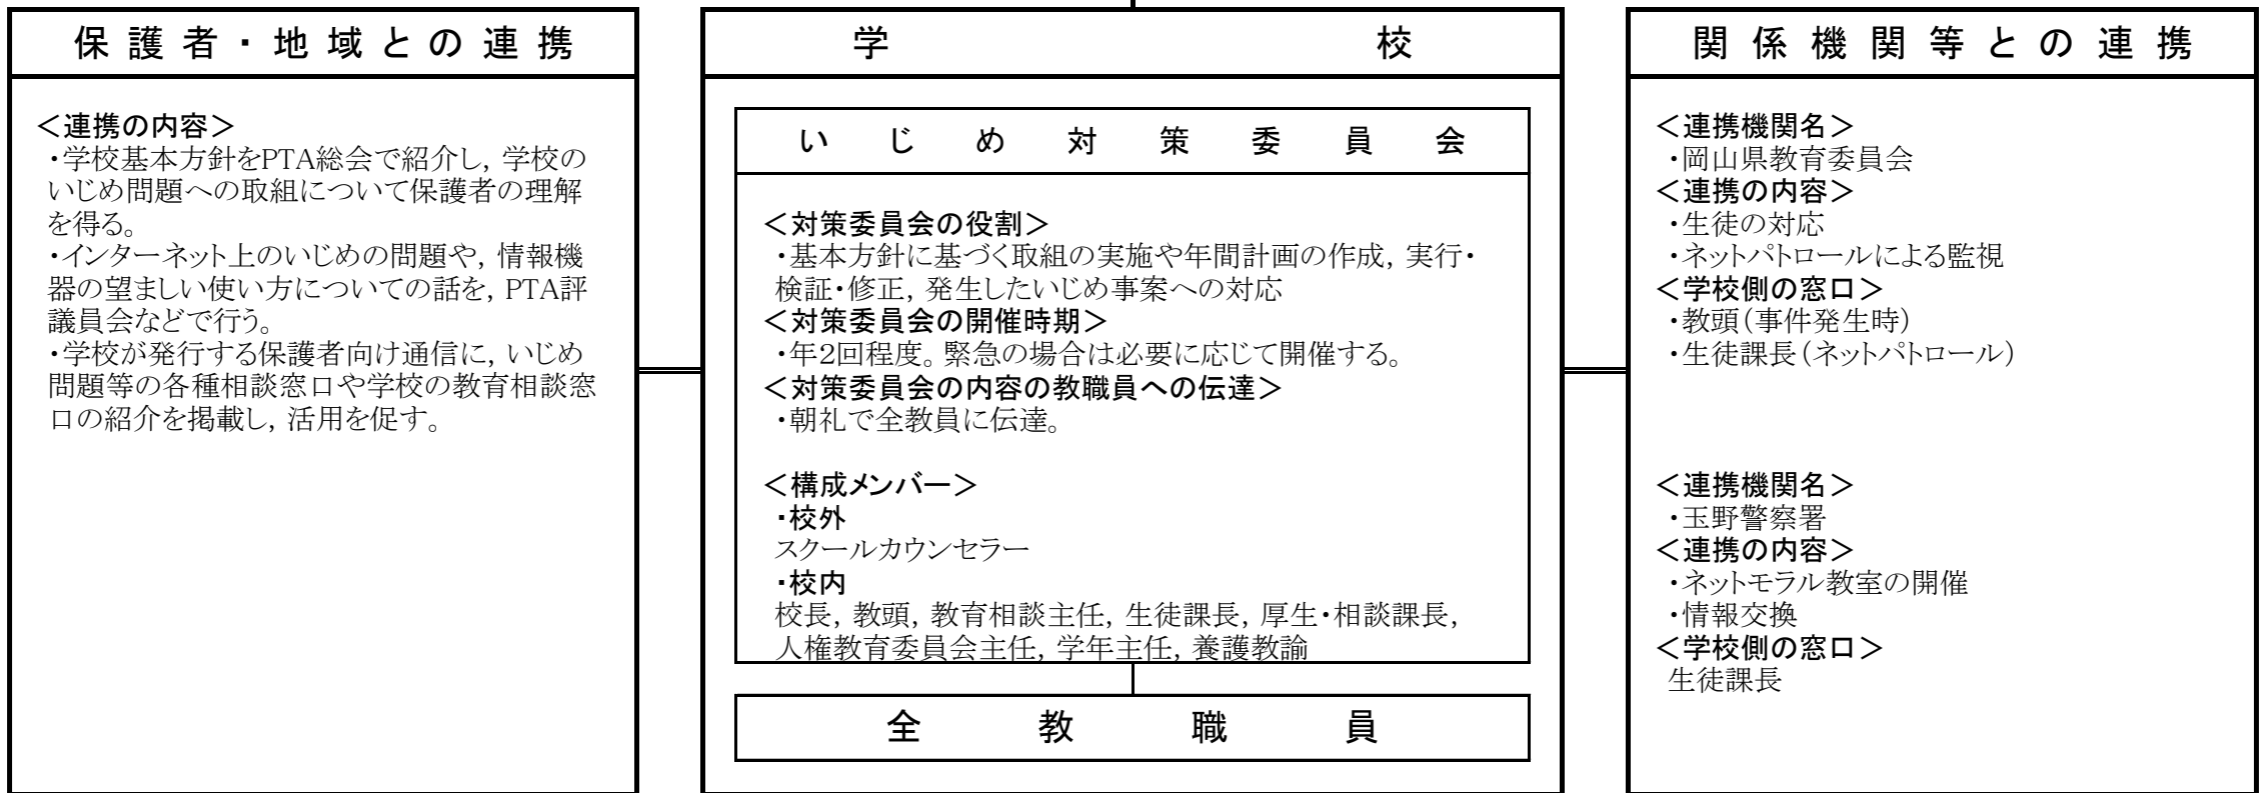 保護者・地域との連携
＜連携の内容＞
・学校基本方針をPTA総会で紹介し，学校の
いじめ問題への取組について保護者の理解
を得る。
・インターネット上のいじめの問題や，情報機
器の望ましい使い方についての話を，PTA評
議員会などで行う。
・学校が発行する保護者向け通信に，いじめ
問題等の各種相談窓口や学校の教育相談窓
口の紹介を掲載し，活用を促す。
学校
いじめ対策委員会
＜対策委員会の役割＞
・基本方針に基づく取組の実施や年間計画の作成，実行・
検証・修正，発生したいじめ事案への対応
＜対策委員会の開催時期＞
・年2回程度。緊急の場合は必要に応じて開催する。
＜対策委員会の内容の教職員への伝達＞
・朝礼で全教員に伝達。
＜構成メンバー＞
・校外
スクールカウンセラー
・校内
校長，教頭，教育相談主任，生徒課長，厚生・相談課長，
人権教育委員会主任，学年主任，養護教諭
全教職員
関係機関等との連携
＜連携機関名＞
・岡山県教育委員会
＜連携の内容＞
・生徒の対応
・ネットパトロールによる監視
＜学校側の窓口＞
・教頭（事件発生時）
・生徒課長（ネットパトロール）
＜連携機関名＞
・玉野警察署
＜連携の内容＞
・ネットモラル教室の開催
・情報交換
＜学校側の窓口＞
生徒課長